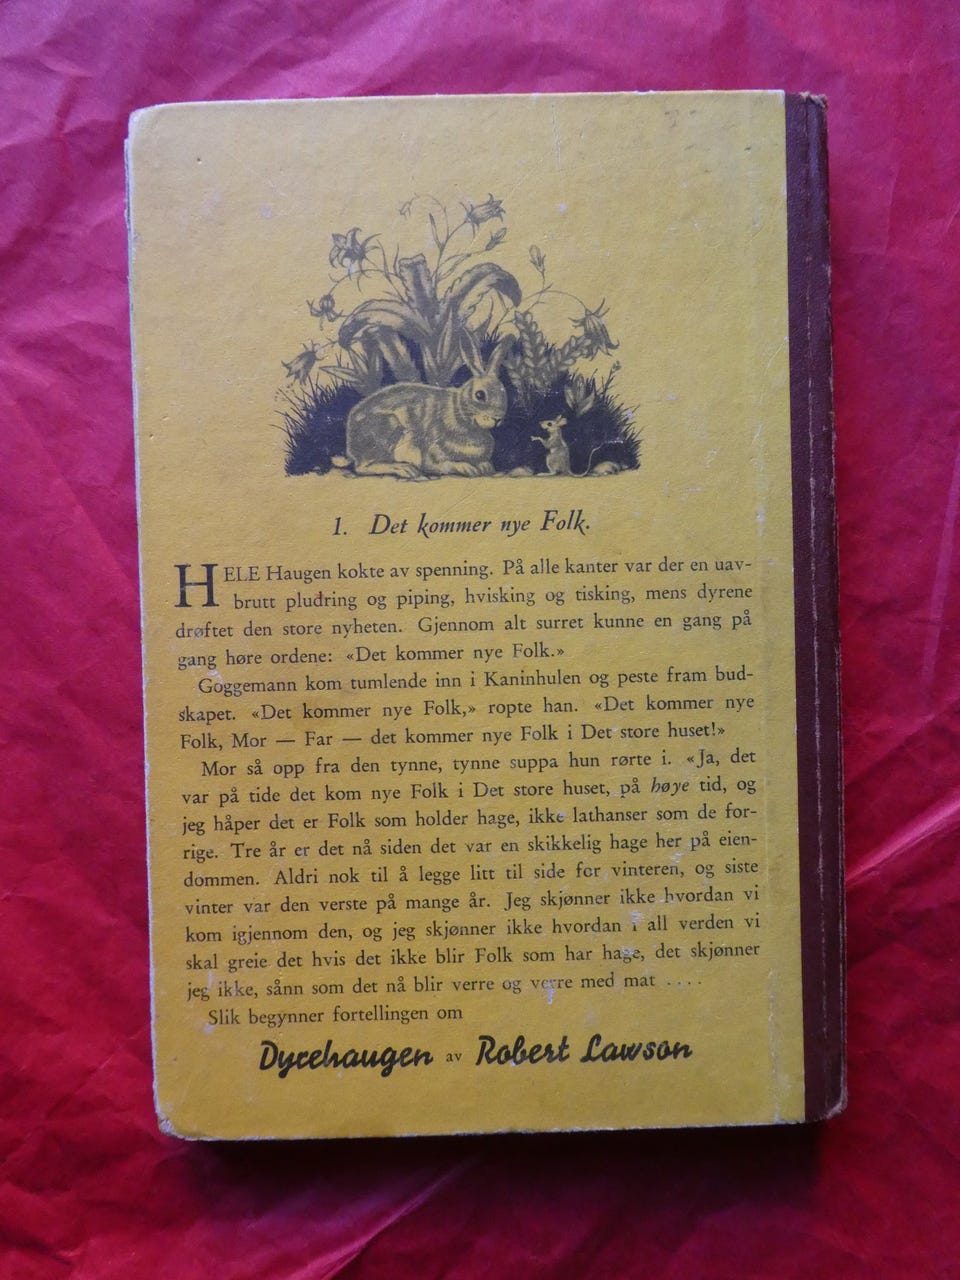 1. Det kommer nye Folk.
HELE Haugen kokte av spenning. På alle kanter var der en uav-
brutt pludring og piping, hvisking og tisking, mens dyrene
drøftet den store nyheten. Gjennom alt surret kunne en gang på
gang høre ordene: «Det kommer nye Folk.»
Goggemann kom tumlende inn i Kaninhulen og peste fram bud-
skapet. «Det kommer nye Folk,» ropte han. «Det kommer nye
Folk, Mor — Far — det kommer nye Folk i Det store huset!»
Mor så opp fra den tynne, tynne suppa hun rørte i. «Ja, det
var på tide det kom nye Folk i Det store huset, på høye tid, og
jeg håper det er Folk som holder hage, ikke lathanser som de for-
rige. Tre år er det nå siden det var en skikkelig hage her på eien-
dommen. Aldri nok til å legge litt til side for vinteren, og siste
vinter var den verste på mange år. Jeg skjønner ikke hvordan vi
kom igjennom den, og jeg skjønner ikke hvordan i all verden vi
skal greie det hvis det ikke blir Folk som har hage, det skjønner
jeg ikke, sånn som det nå blir verre og verre med mat . . . .
Slik begynner fortellingen om
Dyrehaugen av Robert Lawson